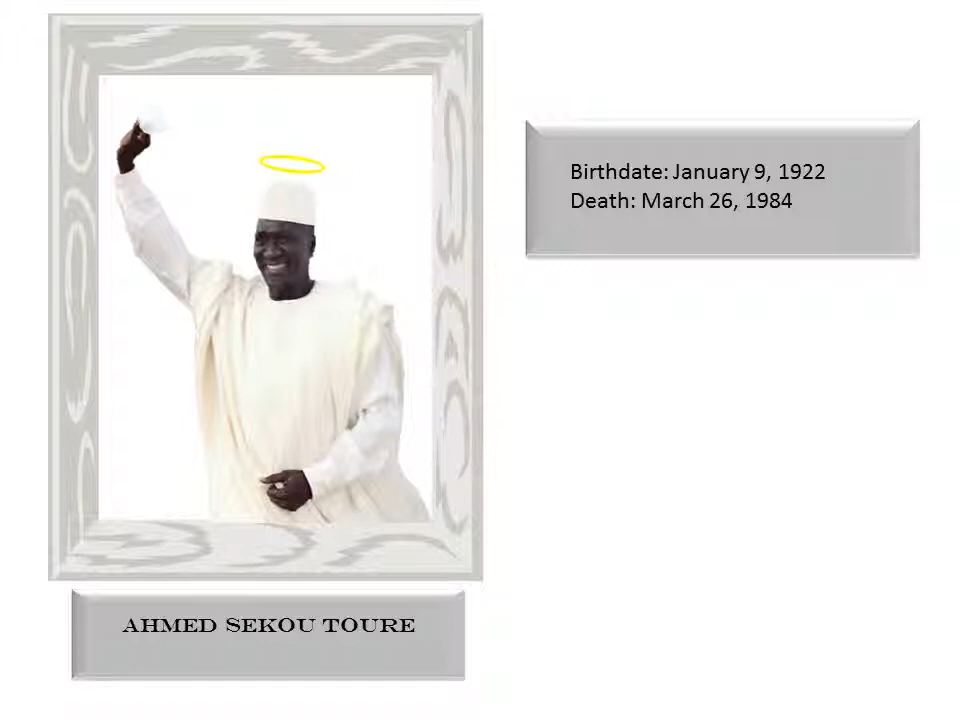 Birthdate: January 9, 1922
Death: March 26, 1984
AHMED SEKOU TOURE